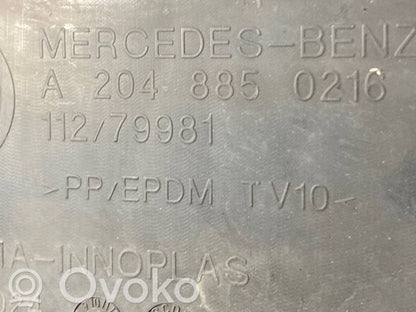 MERCEDES-BENZ
A 204 885 0216
112/79981
>PP/EPDM TV10<
-INNOPLAS
Ovoko